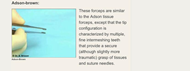 Adson-brown:
These forceps are similar
to the Adson tissue
forceps, except that the tip
configuration is
characterized by multiple,
fine intermeshing teeth
that provide a secure
(although slightly more
traumatic) grasp of tissues
and suture needles.